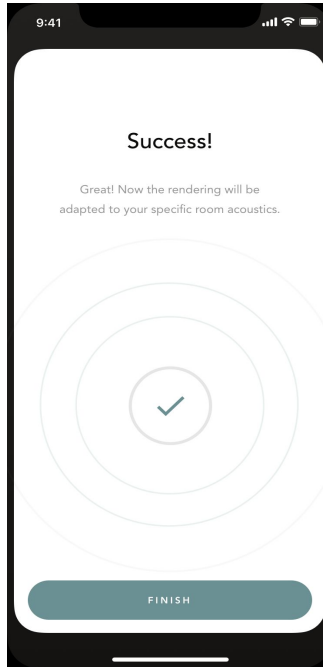 9:41
Success!
Great! Now the rendering will be
adapted to your specific room acoustics.
FINISH